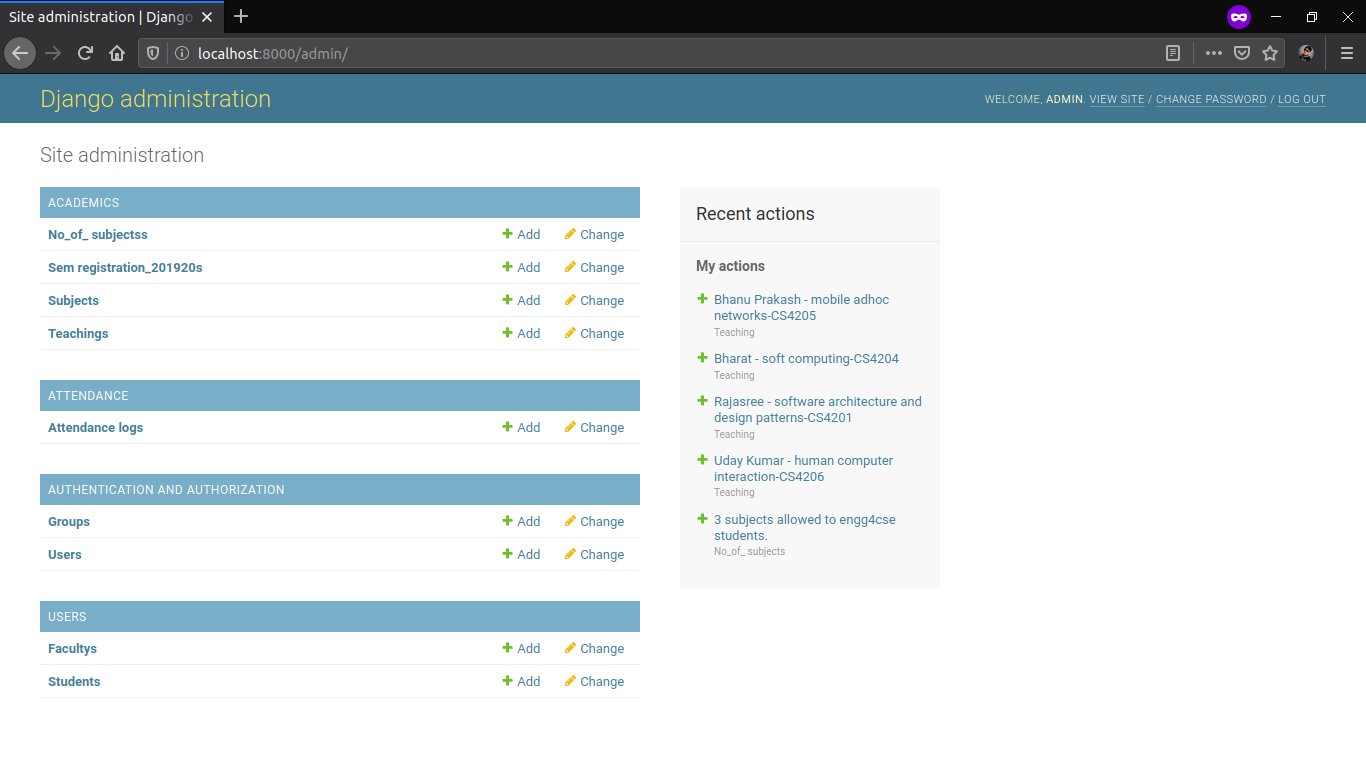 Site administration | Django
localhost:8000/admin/
Django administration
WELCOME, ADMIN. VIEW SITE / CHANGE PASSWORD / LOG OUT
Site administration
ACADEMICS
No_of_ subjectss Add Change
Sem registration_201920s Add Change
Subjects Add Change
Teachings Add Change
ATTENDANCE
Attendance logs Add Change
AUTHENTICATION AND AUTHORIZATION
Groups Add Change
Users Add Change
USERS
Facultys Add Change
Students Add Change
Recent actions
My actions
Bhanu Prakash - mobile adhoc
networks-CS4205
Teaching
Bharat - soft computing-CS4204
Teaching
Rajasree - software architecture and
design patterns-CS4201
Teaching
Uday Kumar - human computer
interaction-CS4206
Teaching
3 subjects allowed to engg4cse
students.
No_of_ subjects